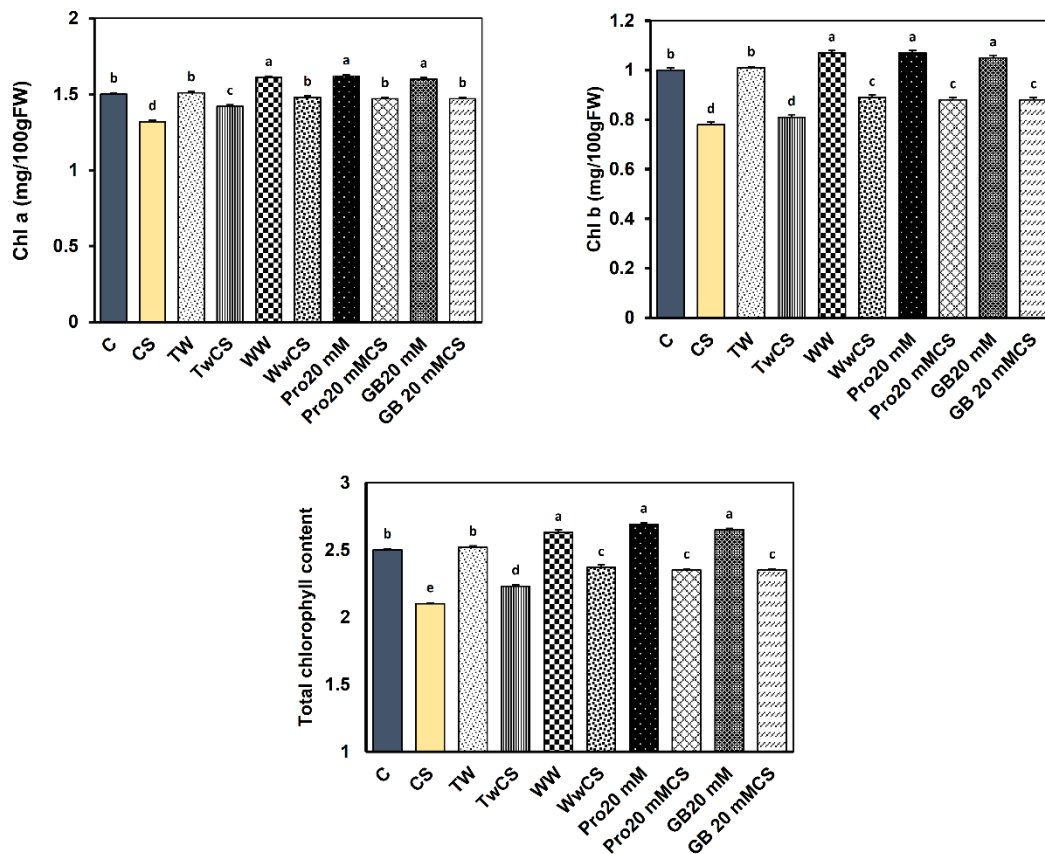 Chl a (mg/100gFW)
2
1.5
1
0.5
0
b
d
b
c
a
b
a
b
a
b
C
CS
TW
TwCS
WW
WwCS
Pro20 mM
Pro20 mMCS
GB20 mM
GB 20 mMCS
Chl b (mg/100gFW)
1.2
1
0.8
0.6
0.4
0.2
0
b
d
b
d
a
c
a
c
a
c
C
CS
TW
TwCS
WW
WwCS
Pro20 mM
Pro20 mMCS
GB20 mM
GB 20 mMCS
Total chlorophyll content
3
2.5
2
1.5
1
b
e
b
d
a
c
a
c
a
c
C
CS
TW
TwCS
WW
WwCS
Pro20 mM
Pro20 mMCS
GB20 mM
GB 20 mMCS